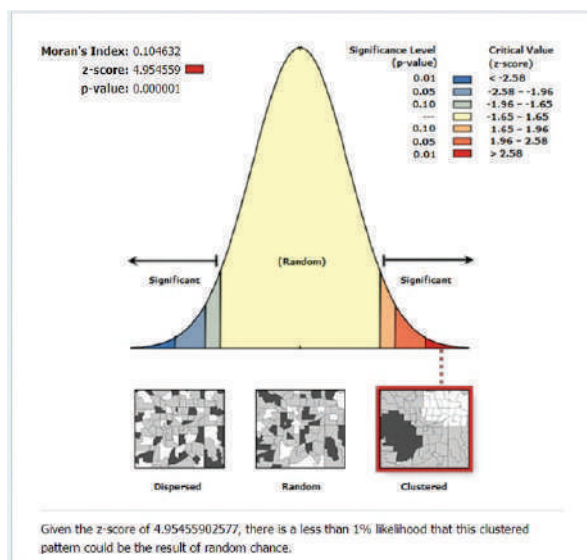 Moran's Index: 0.104632
z-score: 4.954559
p-value: 0.000001
Significance Level (p-value)
Critical Value (z-score)
0.01 < -2.58
0.05 -2.58 – -1.96
0.10 -1.96 – -1.65
--- -1.65 – 1.65
0.10 1.65 – 1.96
0.05 1.96 – 2.58
0.01 > 2.58
Significant
(Random)
Significant
Dispersed
Random
Clustered
Given the z-score of 4.95455902577, there is a less than 1% likelihood that this clustered
pattern could be the result of random chance.